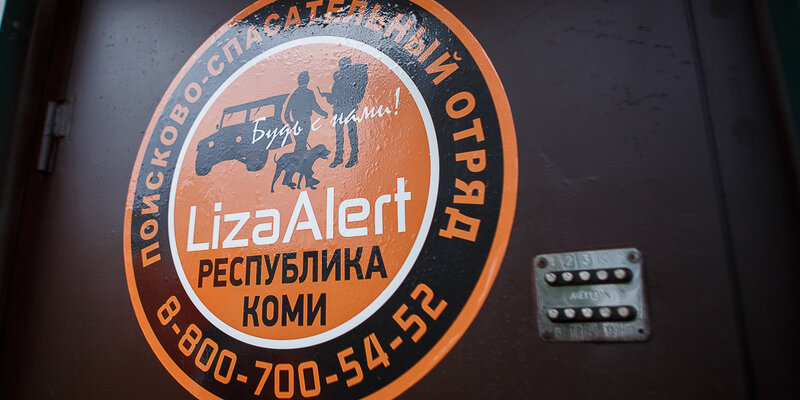 ПОИСКОВО-СПАСАТЕЛЬНЫЙ ОТРЯД
Будь с нами!
LizaAlert
РЕСПУБЛИКА
КОМИ
8-800-700-54-52